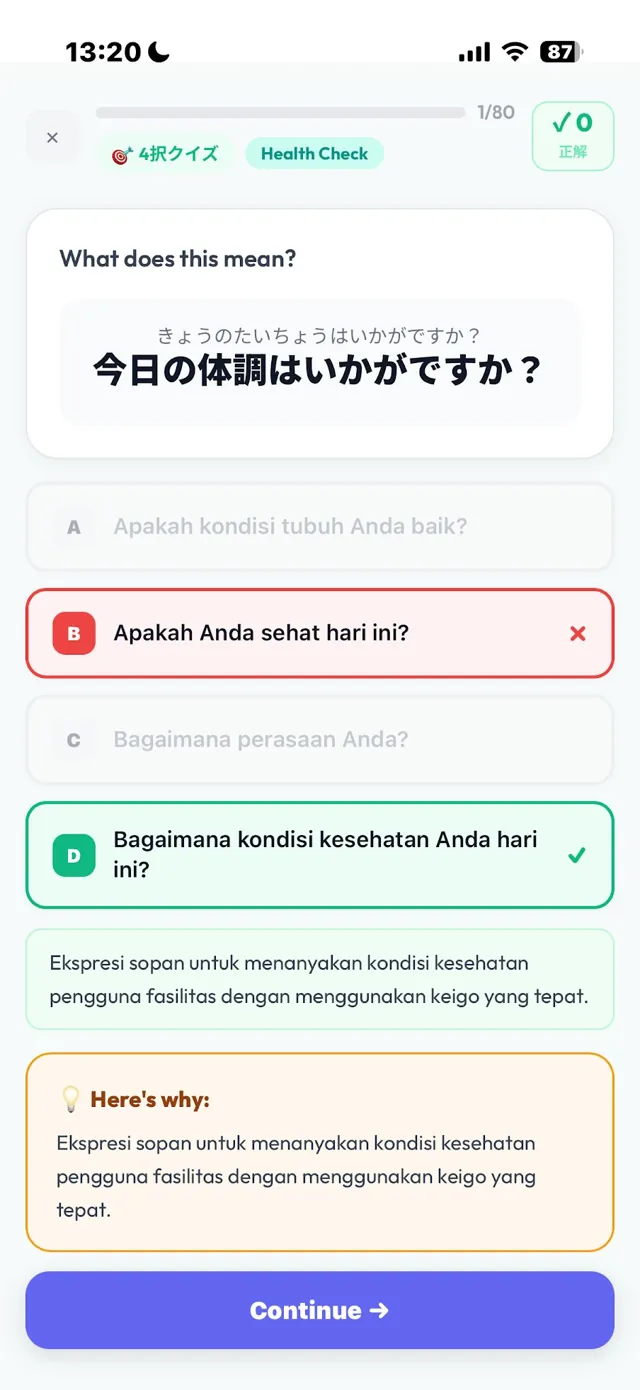 13:20
87
×
1/80
✓0
正解
🎯 4択クイズ
Health Check
What does this mean?
きょうのたいちょうはいかがですか？
今日の体調はいかがですか？
A Apakah kondisi tubuh Anda baik?
B Apakah Anda sehat hari ini?
C Bagaimana perasaan Anda?
D Bagaimana kondisi kesehatan Anda hari
ini?
Ekspresi sopan untuk menanyakan kondisi kesehatan
pengguna fasilitas dengan menggunakan keigo yang tepat.
💡 Here's why:
Ekspresi sopan untuk menanyakan kondisi kesehatan
pengguna fasilitas dengan menggunakan keigo yang
tepat.
Continue →